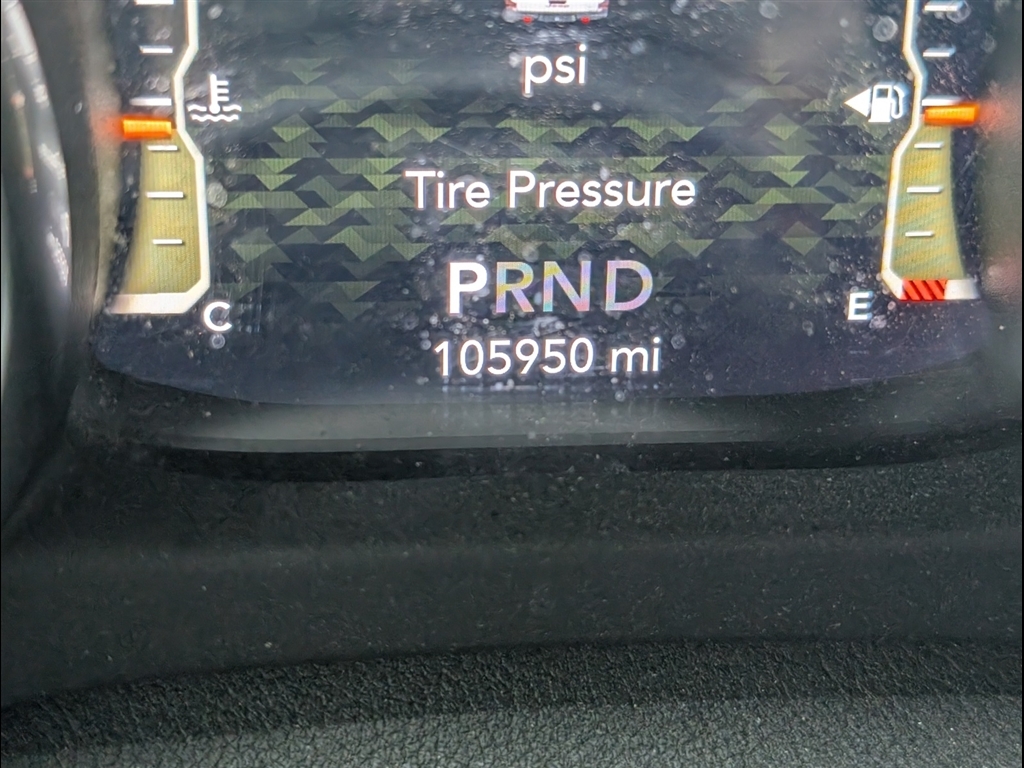 psi
Tire Pressure
PRND
C
E
105950 mi